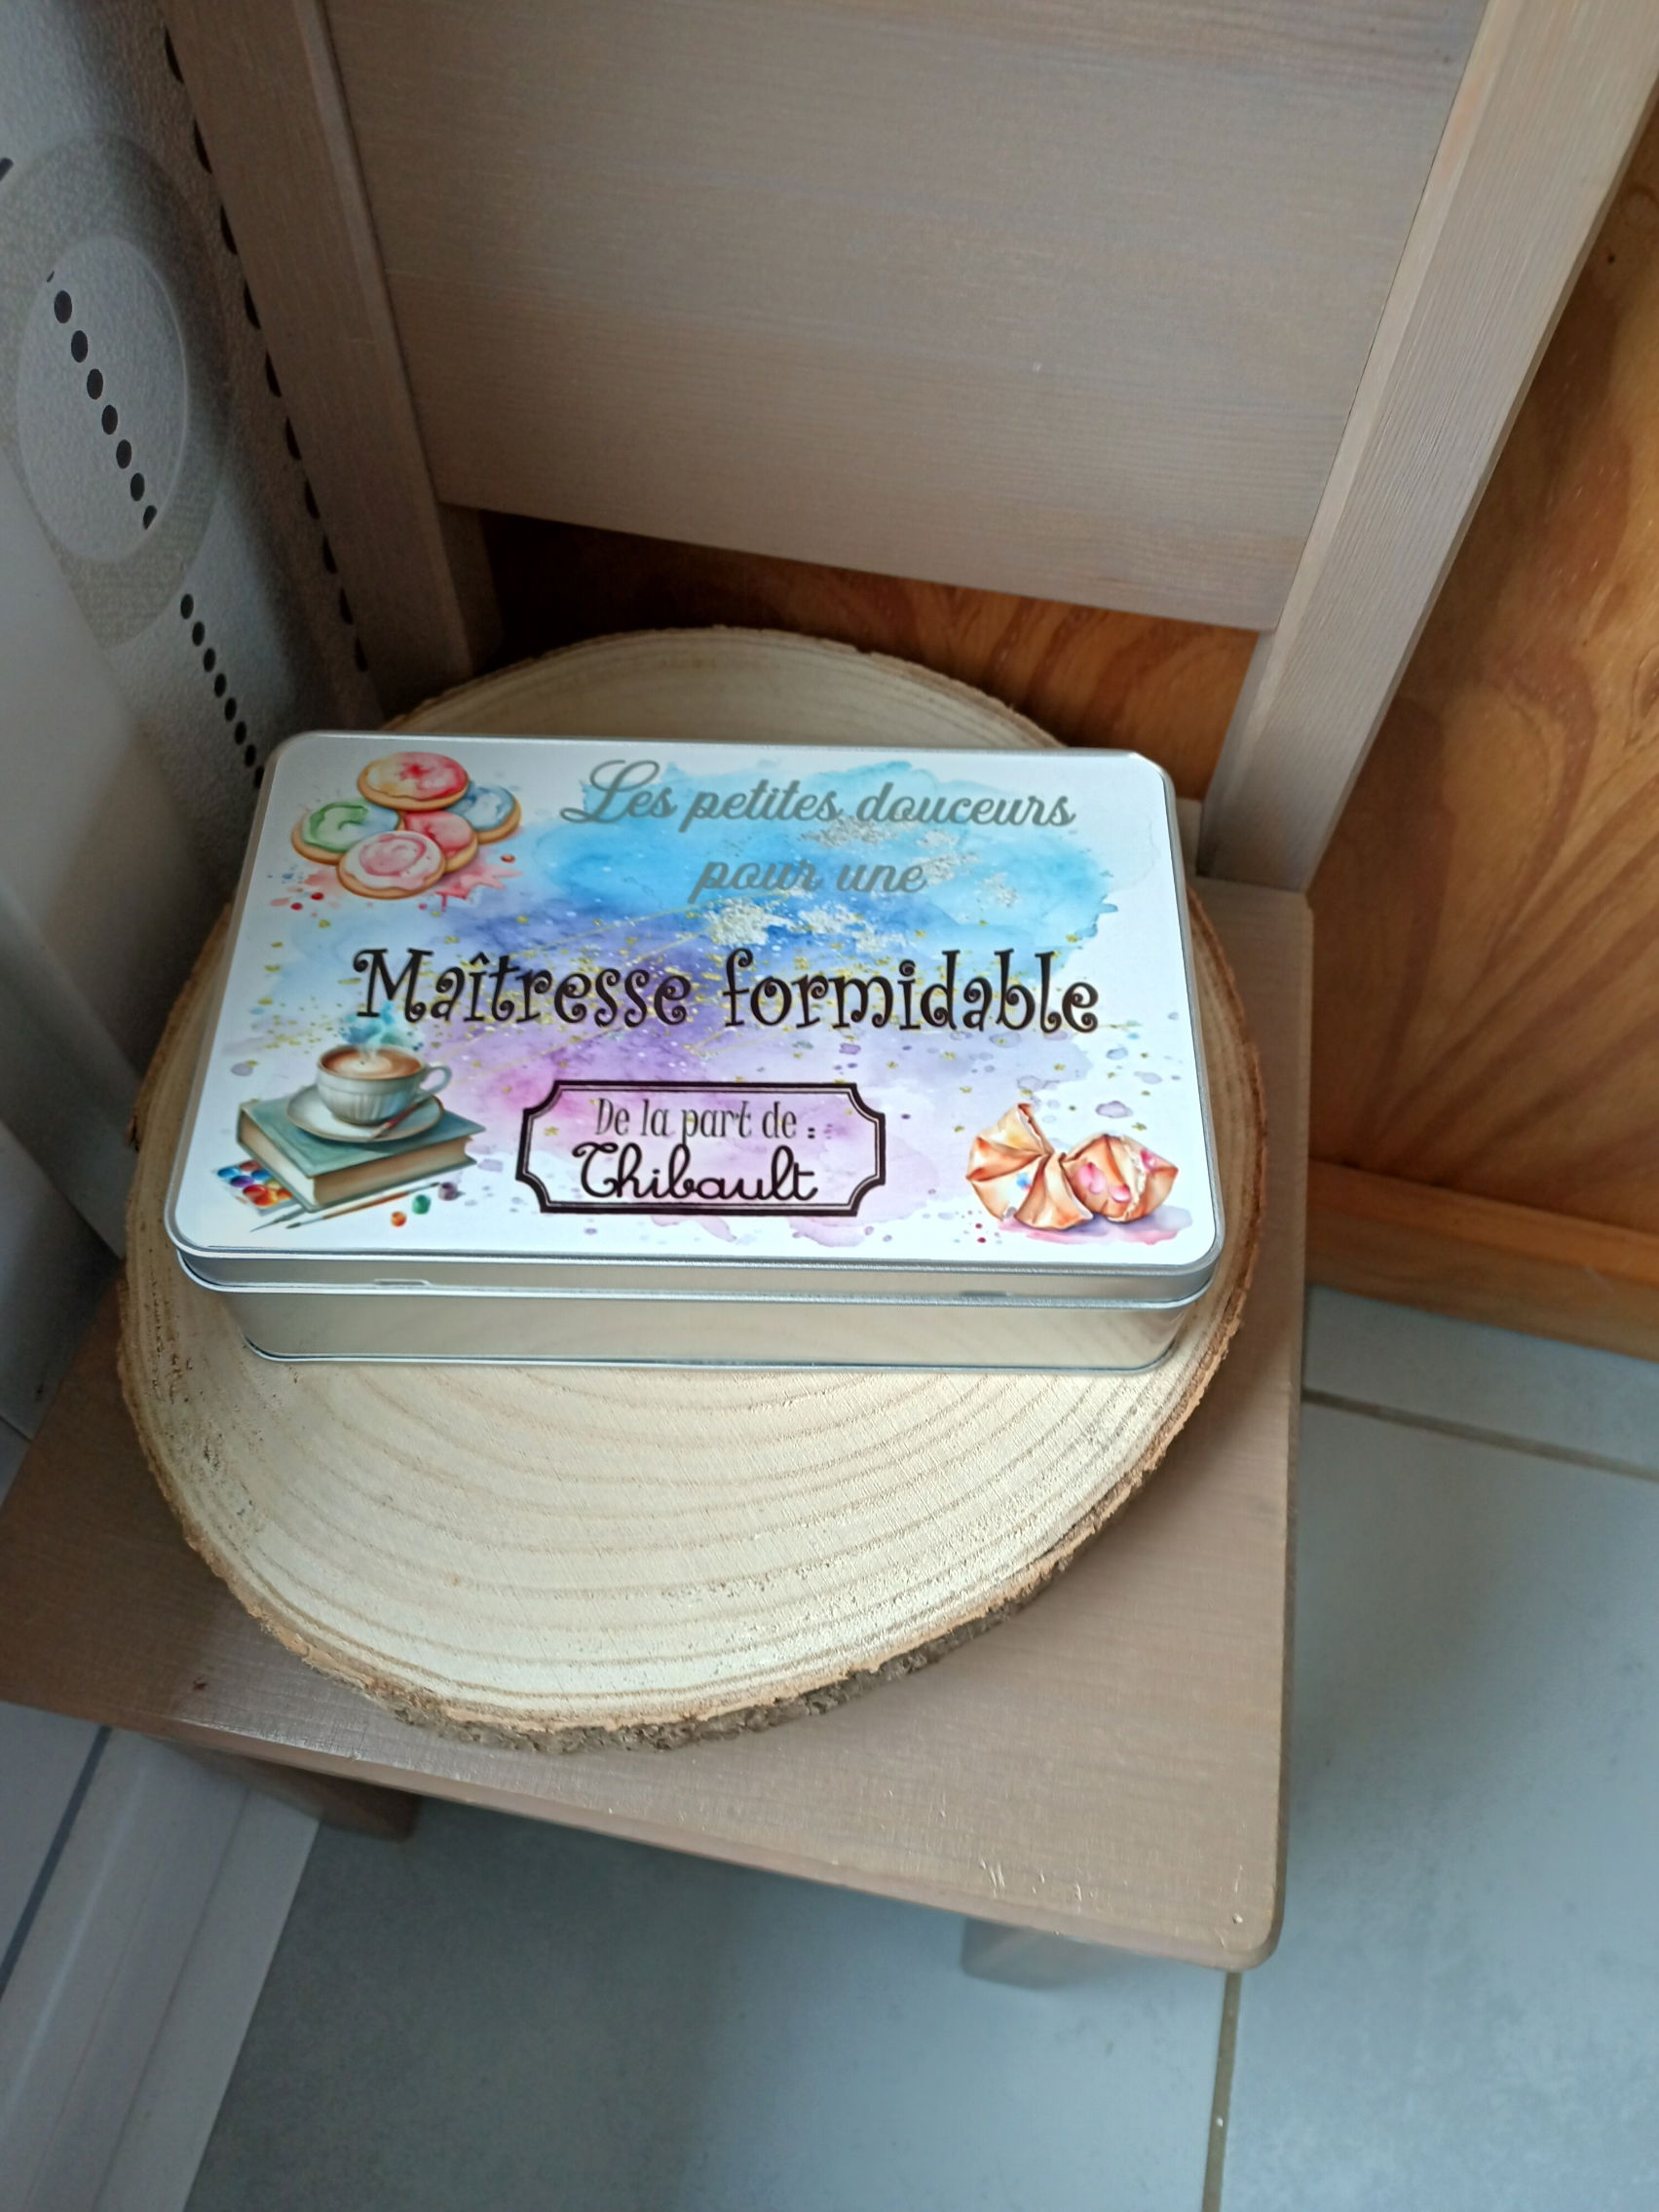 Les petites douceurs
pour une
Maîtresse formidable
De la part de :
Thibault